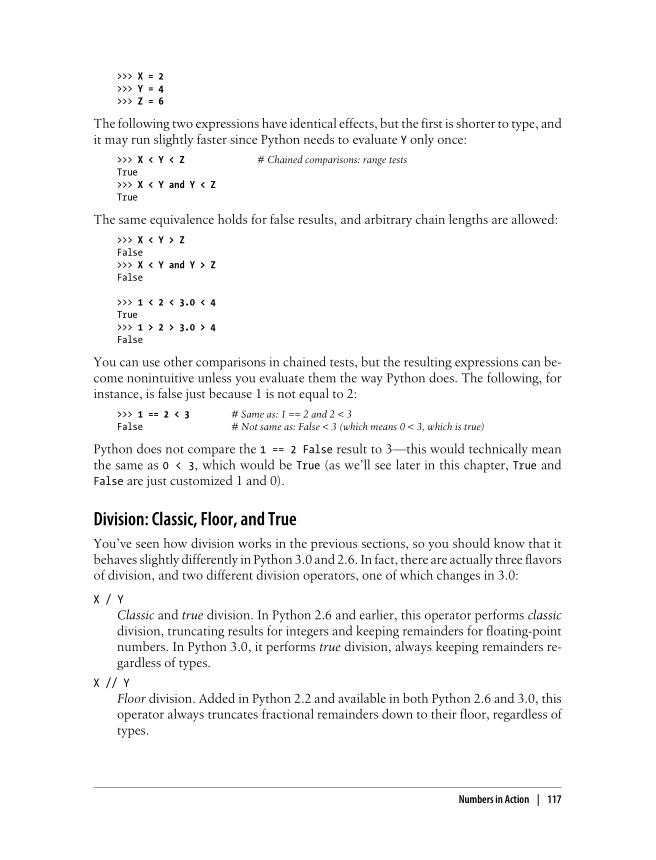 >>> X = 2
>>> Y = 4
>>> Z = 6
The following two expressions have identical effects, but the first is shorter to type, and
it may run slightly faster since Python needs to evaluate Y only once:
>>> X < Y < Z # Chained comparisons: range tests
True
>>> X < Y and Y < Z
True
The same equivalence holds for false results, and arbitrary chain lengths are allowed:
>>> X < Y > Z
False
>>> X < Y and Y > Z
False
>>> 1 < 2 < 3.0 < 4
True
>>> 1 > 2 > 3.0 > 4
False
You can use other comparisons in chained tests, but the resulting expressions can be-
come nonintuitive unless you evaluate them the way Python does. The following, for
instance, is false just because 1 is not equal to 2:
>>> 1 == 2 < 3 # Same as: 1 == 2 and 2 < 3
False # Not same as: False < 3 (which means 0 < 3, which is true)
Python does not compare the 1 == 2 False result to 3—this would technically mean
the same as 0 < 3, which would be True (as we'll see later in this chapter, True and
False are just customized 1 and 0).
Division: Classic, Floor, and True
You've seen how division works in the previous sections, so you should know that it
behaves slightly differently in Python 3.0 and 2.6. In fact, there are actually three flavors
of division, and two different division operators, one of which changes in 3.0:
X / Y
Classic and true division. In Python 2.6 and earlier, this operator performs classic
division, truncating results for integers and keeping remainders for floating-point
numbers. In Python 3.0, it performs true division, always keeping remainders re-
gardless of types.
X // Y
Floor division. Added in Python 2.2 and available in both Python 2.6 and 3.0, this
operator always truncates fractional remainders down to their floor, regardless of
types.
Numbers in Action | 117